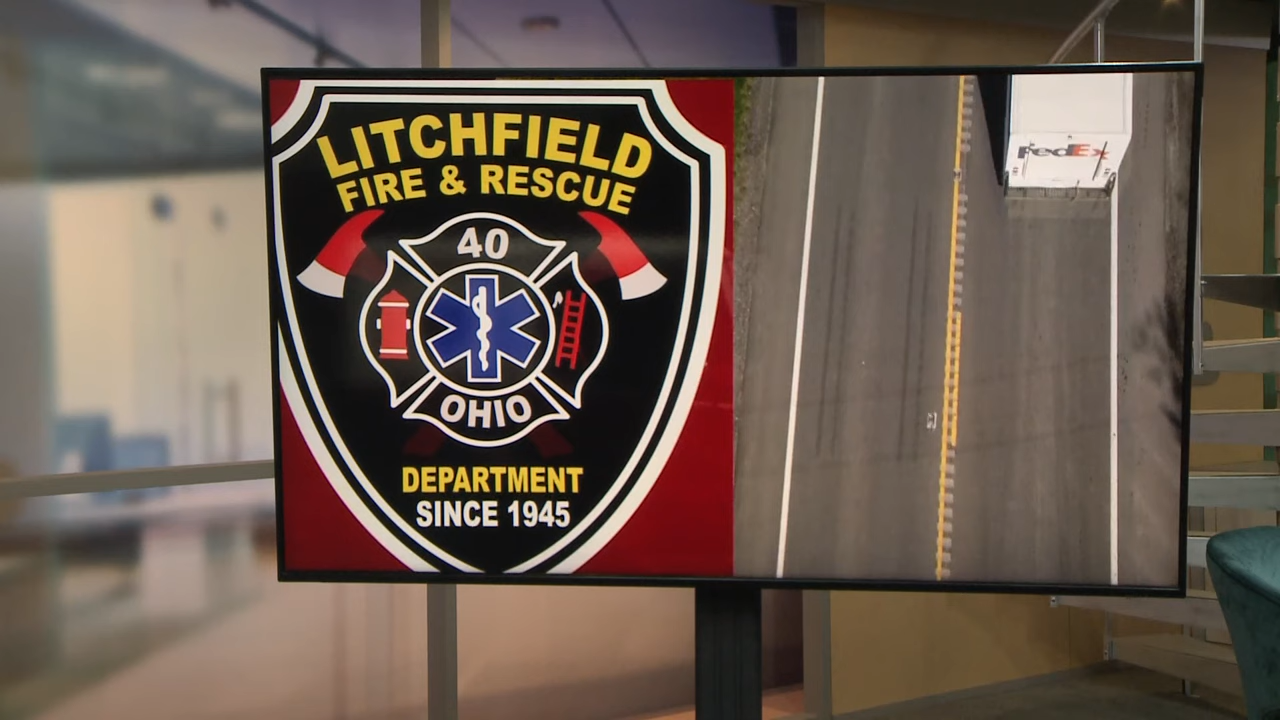 LITCHFIELD
FIRE & RESCUE
40
OHIO
DEPARTMENT
SINCE 1945
FedEx